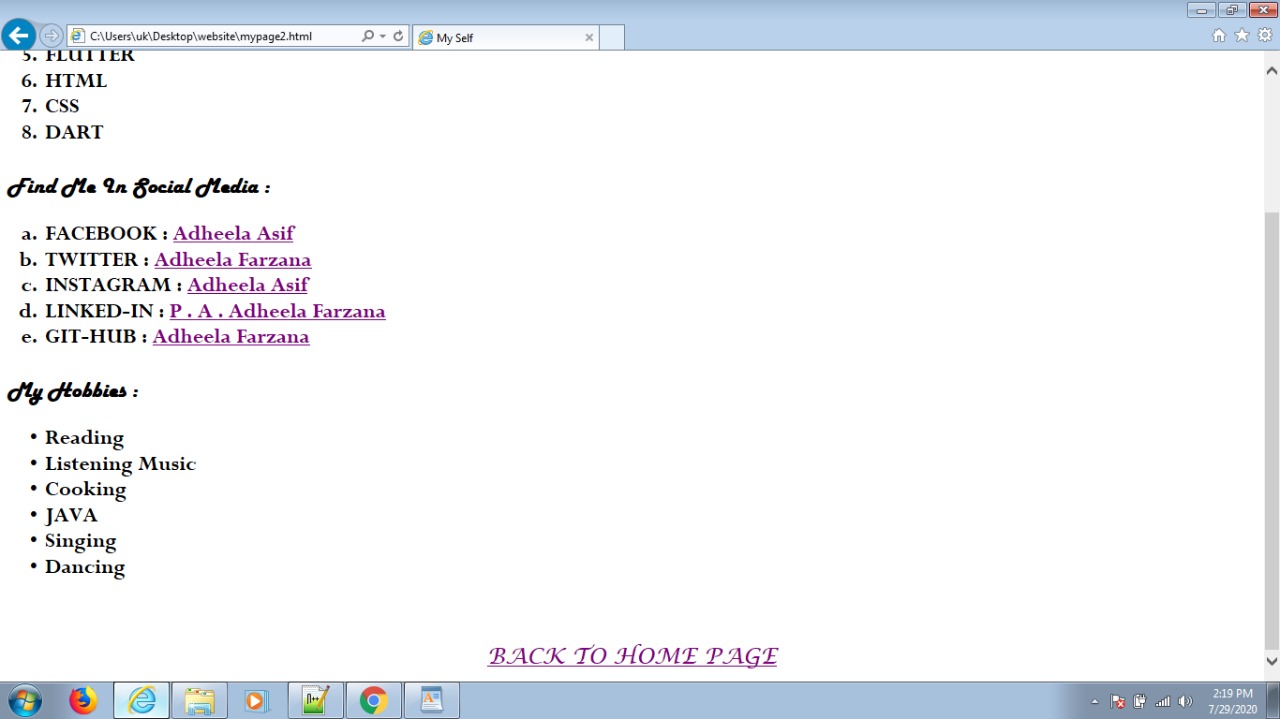 C:\Users\uk\Desktop\website\mypage2.html
My Self
5. FLUTTER
6. HTML
7. CSS
8. DART
Find Me In Social Media :
a. FACEBOOK : Adheela Asif
b. TWITTER : Adheela Farzana
c. INSTAGRAM : Adheela Asif
d. LINKED-IN : P . A . Adheela Farzana
e. GIT-HUB : Adheela Farzana
My Hobbies :
• Reading
• Listening Music
• Cooking
• JAVA
• Singing
• Dancing
BACK TO HOME PAGE
2:19 PM
7/29/2020